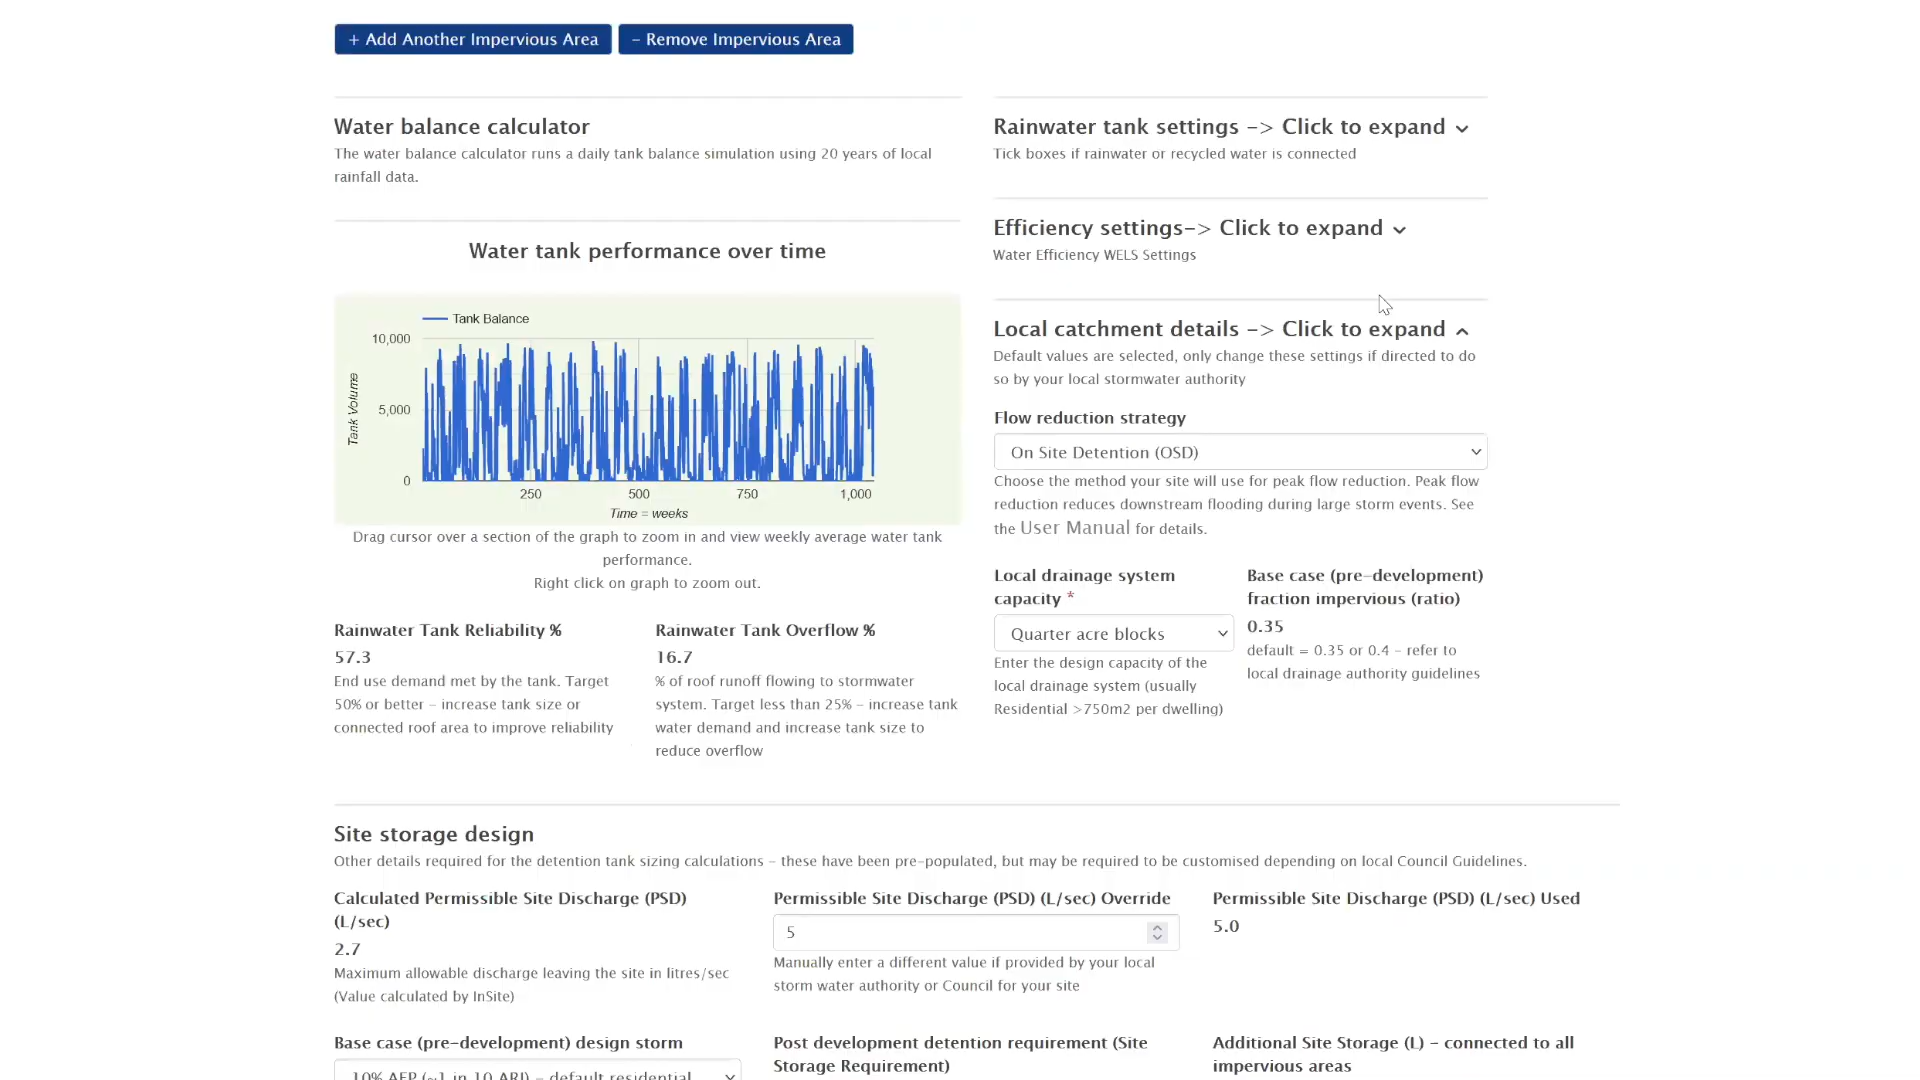 + Add Another Impervious Area
- Remove Impervious Area
Water balance calculator
The water balance calculator runs a daily tank balance simulation using 20 years of local
rainfall data.
Water tank performance over time
Tank Balance
10,000
5,000
0
Tank Volume
250
500
750
1,000
Time = weeks
Drag cursor over a section of the graph to zoom in and view weekly average water tank
performance.
Right click on graph to zoom out.
Rainwater Tank Reliability %
57.3
End use demand met by the tank. Target
50% or better – increase tank size or
connected roof area to improve reliability
Rainwater Tank Overflow %
16.7
% of roof runoff flowing to stormwater
system. Target less than 25% – increase tank
water demand and increase tank size to
reduce overflow
Rainwater tank settings -> Click to expand
Tick boxes if rainwater or recycled water is connected
Efficiency settings-> Click to expand
Water Efficiency WELS Settings
Local catchment details -> Click to expand
Default values are selected, only change these settings if directed to do
so by your local stormwater authority
Flow reduction strategy
On Site Detention (OSD)
Choose the method your site will use for peak flow reduction. Peak flow
reduction reduces downstream flooding during large storm events. See
the User Manual for details.
Local drainage system
capacity *
Quarter acre blocks
Enter the design capacity of the
local drainage system (usually
Residential >750m2 per dwelling)
Base case (pre-development)
fraction impervious (ratio)
0.35
default = 0.35 or 0.4 – refer to
local drainage authority guidelines
Site storage design
Other details required for the detention tank sizing calculations – these have been pre-populated, but may be required to be customised depending on local Council Guidelines.
Calculated Permissible Site Discharge (PSD)
(L/sec)
2.7
Maximum allowable discharge leaving the site in litres/sec
(Value calculated by InSite)
Permissible Site Discharge (PSD) (L/sec) Override
5
Manually enter a different value if provided by your local
storm water authority or Council for your site
Permissible Site Discharge (PSD) (L/sec) Used
5.0
Base case (pre-development) design storm
10% AEP (~1 in 10 ARI) – default residential
Post development detention requirement (Site
Storage Requirement)
Additional Site Storage (L) – connected to all
impervious areas